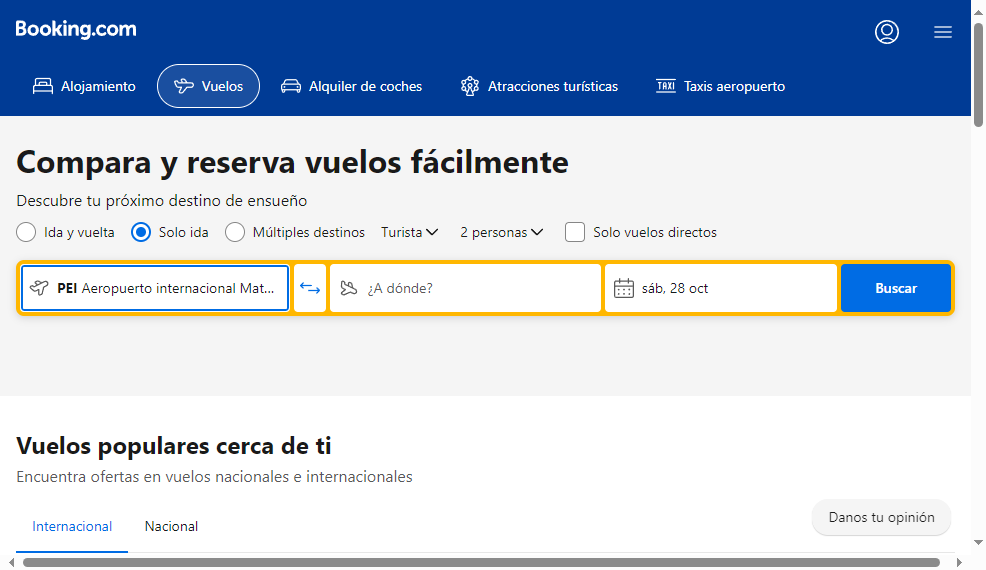 Booking.com
Alojamiento Vuelos Alquiler de coches Atracciones turísticas TAXI Taxis aeropuerto
Compara y reserva vuelos fácilmente
Descubre tu próximo destino de ensueño
Ida y vuelta Solo ida Múltiples destinos Turista 2 personas Solo vuelos directos
PEI Aeropuerto internacional Mat... ¿A dónde? sáb, 28 oct Buscar
Vuelos populares cerca de ti
Encuentra ofertas en vuelos nacionales e internacionales
Danos tu opinión
Internacional Nacional